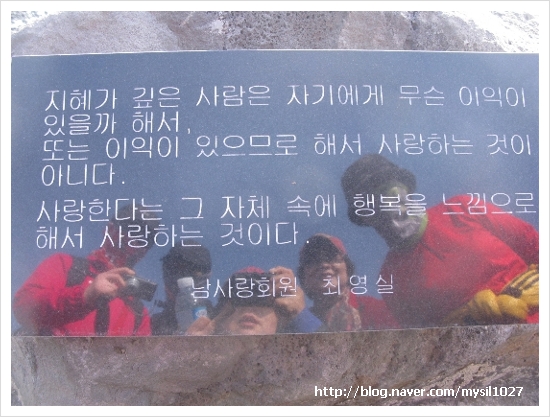 지혜가 깊은 사람은 자기에게 무슨 이익이
있을까 해서,
또는 이익이 있으므로 해서 사랑하는 것이
아니다.
사랑한다는 그 자체 속에 행복을 느낌으로
해서 사랑하는 것이다.
남사랑회원 최영실
http://blog.naver.com/mysil1027